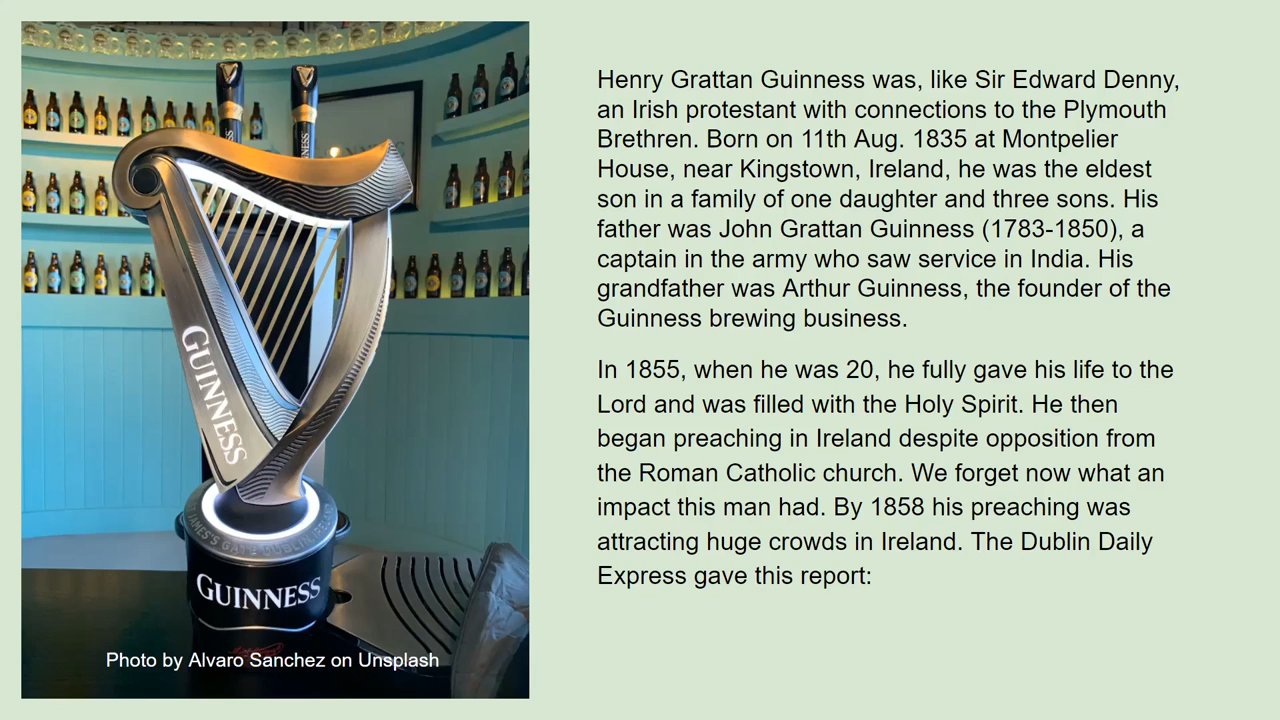 GUINNESS
ST JAMES'S GATE DUBLIN IRELAND
GUINNESS
Photo by Alvaro Sanchez on Unsplash
Henry Grattan Guinness was, like Sir Edward Denny,
an Irish protestant with connections to the Plymouth
Brethren. Born on 11th Aug. 1835 at Montpelier
House, near Kingstown, Ireland, he was the eldest
son in a family of one daughter and three sons. His
father was John Grattan Guinness (1783-1850), a
captain in the army who saw service in India. His
grandfather was Arthur Guinness, the founder of the
Guinness brewing business.
In 1855, when he was 20, he fully gave his life to the
Lord and was filled with the Holy Spirit. He then
began preaching in Ireland despite opposition from
the Roman Catholic church. We forget now what an
impact this man had. By 1858 his preaching was
attracting huge crowds in Ireland. The Dublin Daily
Express gave this report: